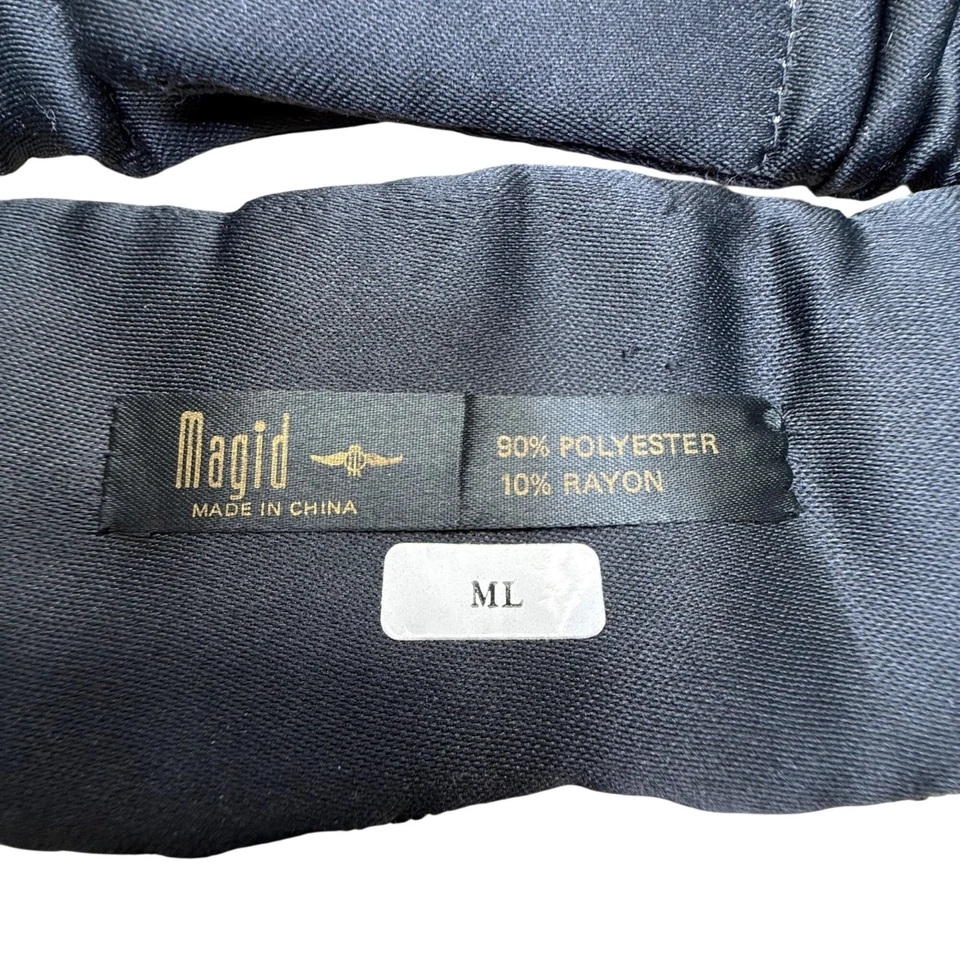 Magid
MADE IN CHINA
90% POLYESTER
10% RAYON
ML